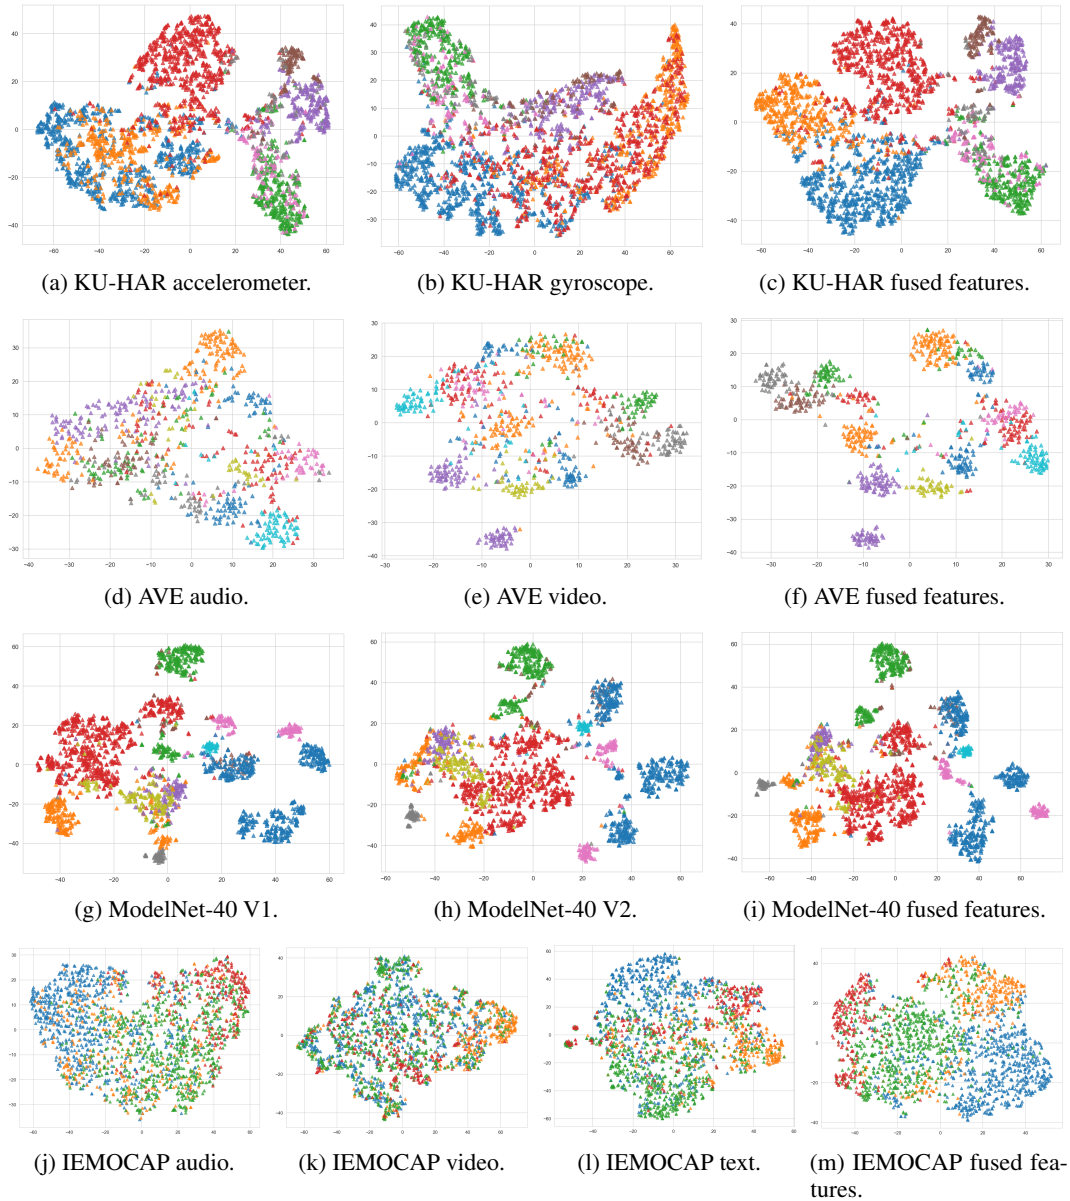 (a) KU-HAR accelerometer.
(b) KU-HAR gyroscope.
(c) KU-HAR fused features.
(d) AVE audio.
(e) AVE video.
(f) AVE fused features.
(g) ModelNet-40 V1.
(h) ModelNet-40 V2.
(i) ModelNet-40 fused features.
(j) IEMOCAP audio.
(k) IEMOCAP video.
(l) IEMOCAP text.
(m) IEMOCAP fused fea-
tures.